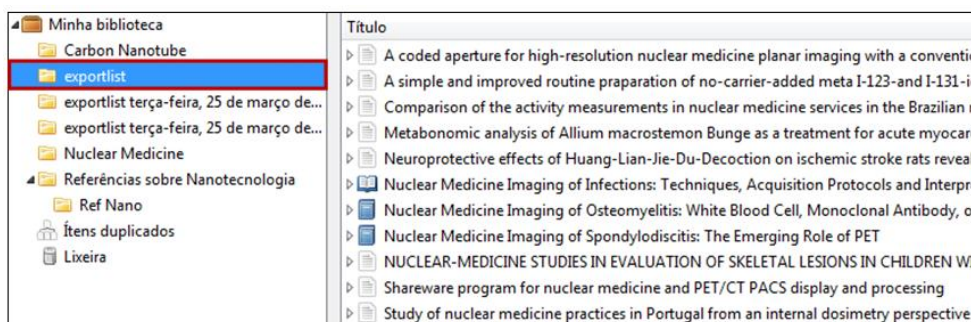 Minha biblioteca
Carbon Nanotube
exportlist
exportlist terça-feira, 25 de março de...
exportlist terça-feira, 25 de março de...
Nuclear Medicine
Referências sobre Nanotecnologia
Ref Nano
Ítens duplicados
Lixeira
Título
A coded aperture for high-resolution nuclear medicine planar imaging with a conventi
A simple and improved routine praparation of no-carrier-added meta I-123-and I-131-i
Comparison of the activity measurements in nuclear medicine services in the Brazilian
Metabonomic analysis of Allium macrostemon Bunge as a treatment for acute myocar
Neuroprotective effects of Huang-Lian-Jie-Du-Decoction on ischemic stroke rats revea
Nuclear Medicine Imaging of Infections: Techniques, Acquisition Protocols and Interpr
Nuclear Medicine Imaging of Osteomyelitis: White Blood Cell, Monoclonal Antibody, o
Nuclear Medicine Imaging of Spondylodiscitis: The Emerging Role of PET
NUCLEAR-MEDICINE STUDIES IN EVALUATION OF SKELETAL LESIONS IN CHILDREN WI
Shareware program for nuclear medicine and PET/CT PACS display and processing
Study of nuclear medicine practices in Portugal from an internal dosimetry perspective